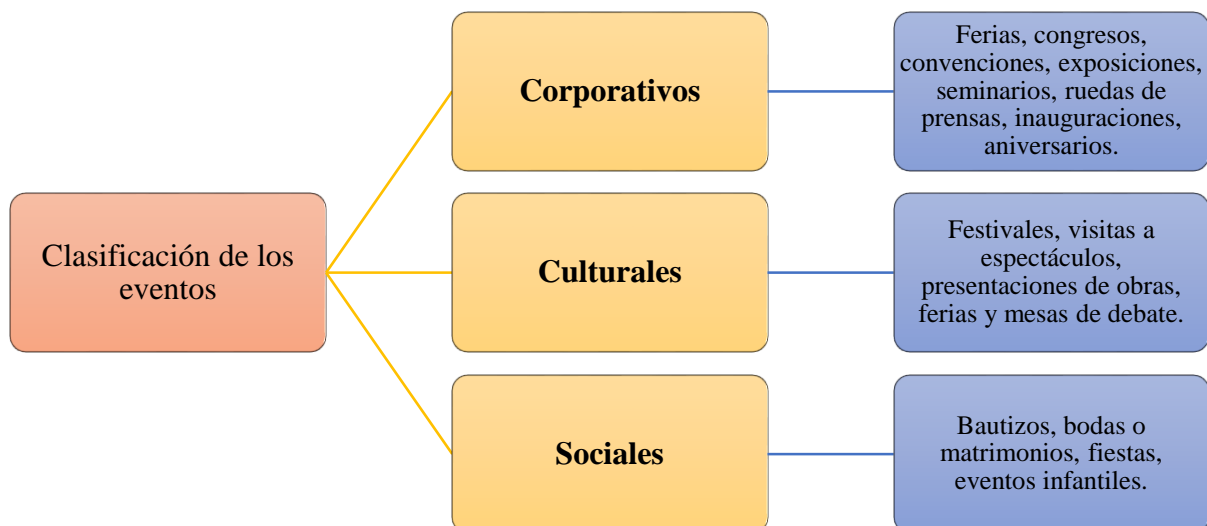 Clasificación de los
eventos
Corporativos
Ferias, congresos,
convenciones, exposiciones,
seminarios, ruedas de
prensas, inauguraciones,
aniversarios.
Culturales
Festivales, visitas a
espectáculos,
presentaciones de obras,
ferias y mesas de debate.
Sociales
Bautizos, bodas o
matrimonios, fiestas,
eventos infantiles.